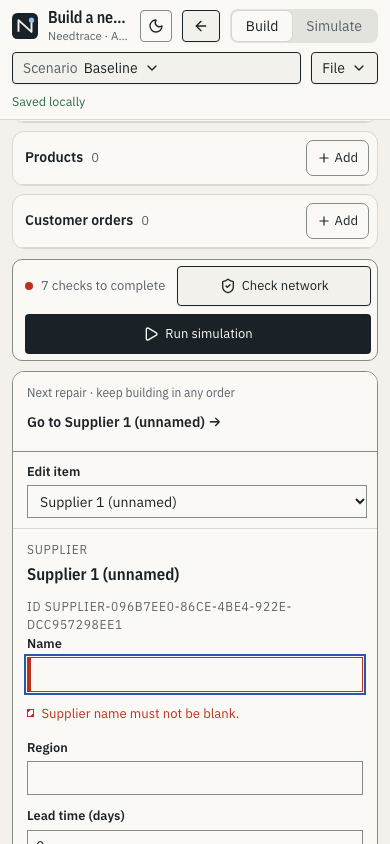 N
Build a ne...
Needtrace · A...
Build
Simulate
Scenario Baseline
File
Saved locally
Products 0
Add
Customer orders 0
Add
7 checks to complete
Check network
Run simulation
Next repair · keep building in any order
Go to Supplier 1 (unnamed) →
Edit item
Supplier 1 (unnamed)
SUPPLIER
Supplier 1 (unnamed)
ID SUPPLIER-096B7EE0-86CE-4BE4-922E-
DCC957298EE1
Name
Supplier name must not be blank.
Region
Lead time (days)